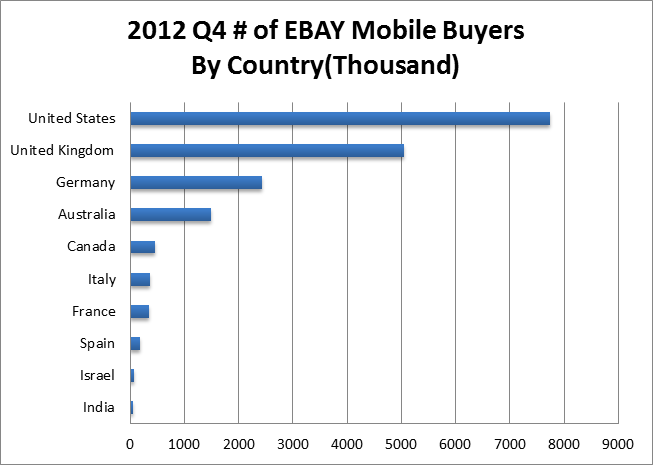 2012 Q4 # of EBAY Mobile Buyers
By Country(Thousand)
United States
United Kingdom
Germany
Australia
Canada
Italy
France
Spain
Israel
India
0 1000 2000 3000 4000 5000 6000 7000 8000 9000